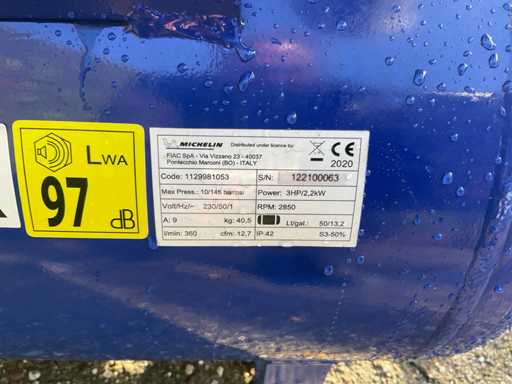 LWA
97 dB
MICHELIN Distributed under licence by:
FIAC SpA - Via Vizzano 23 - 40037
Pontecchio Marconi (BO) - ITALY
2020
Code: 1129981053 S/N: 122100063
Max Press.: 10/145 bar/psi Power: 3HP/2,2kW
Volt/Hz/~ 230/50/1 RPM: 2850
A: 9 kg: 40,5 Lt/gal.: 50/13,2
l/min: 360 cfm: 12,7 IP 42 S3-50%